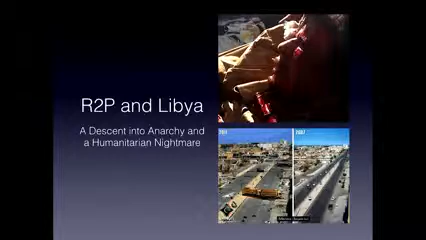 R2P and Libya
A Descent into Anarchy and
a Humanitarian Nightmare